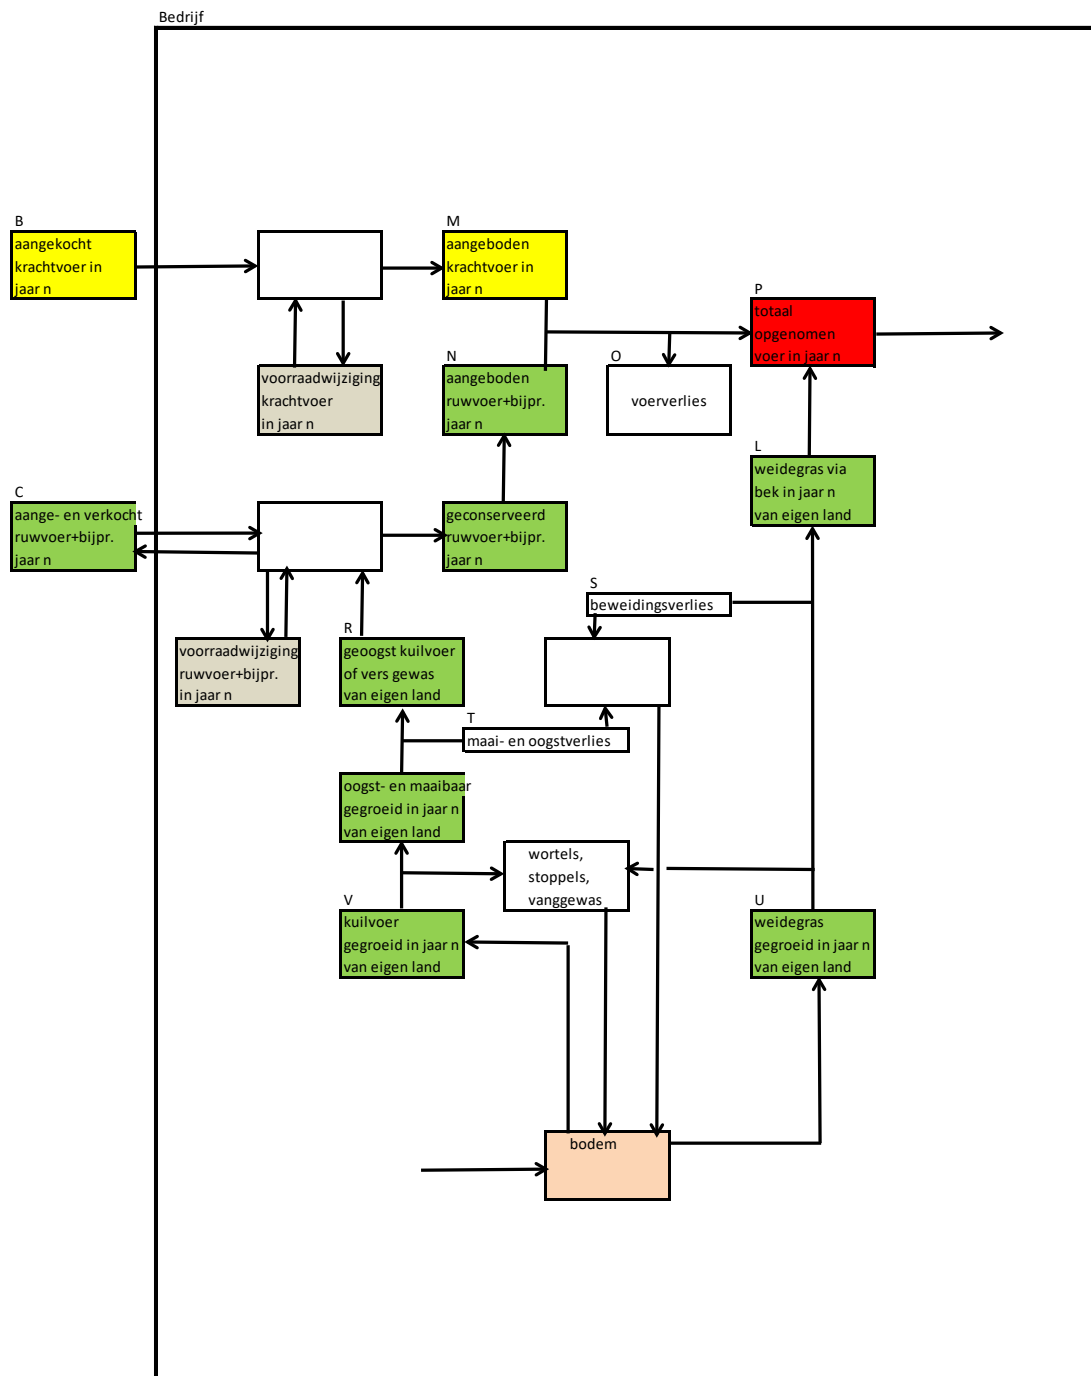 Bedrijf
B
aangekocht
krachtvoer in
jaar n
M
aangeboden
krachtvoer in
jaar n
P
totaal
opgenomen
voer in jaar n
voorraadwijziging
krachtvoer
in jaar n
N
aangeboden
ruwvoer+bijpr.
jaar n
O
voerverlies
L
weidegras via
bek in jaar n
van eigen land
C
aange- en verkocht
ruwvoer+bijpr.
jaar n
geconserveerd
ruwvoer+bijpr.
jaar n
S
beweidingsverlies
voorraadwijziging
ruwvoer+bijpr.
in jaar n
R
geoogst kuilvoer
of vers gewas
van eigen land
T
maai- en oogstverlies
oogst- en maaibaar
gegroeid in jaar n
van eigen land
wortels,
stoppels,
vanggewas
V
kuilvoer
gegroeid in jaar n
van eigen land
U
weidegras
gegroeid in jaar n
van eigen land
bodem